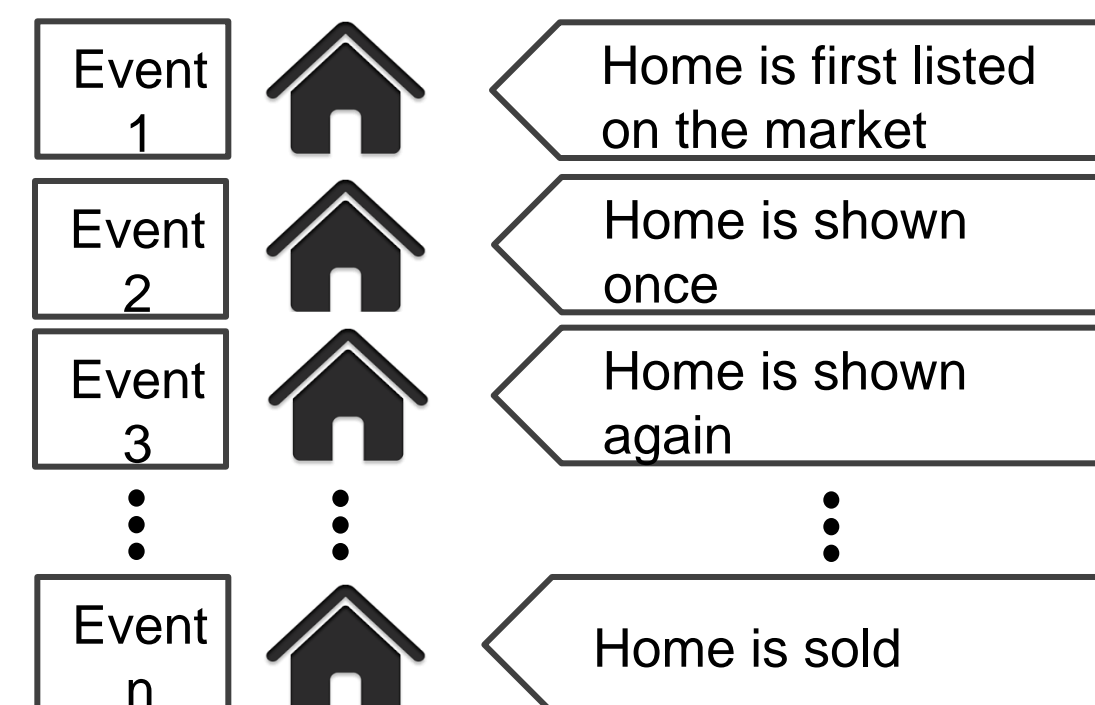 Event
1
Home is first listed
on the market
Event
2
Home is shown
once
Event
3
Home is shown
again
Event
n
Home is sold